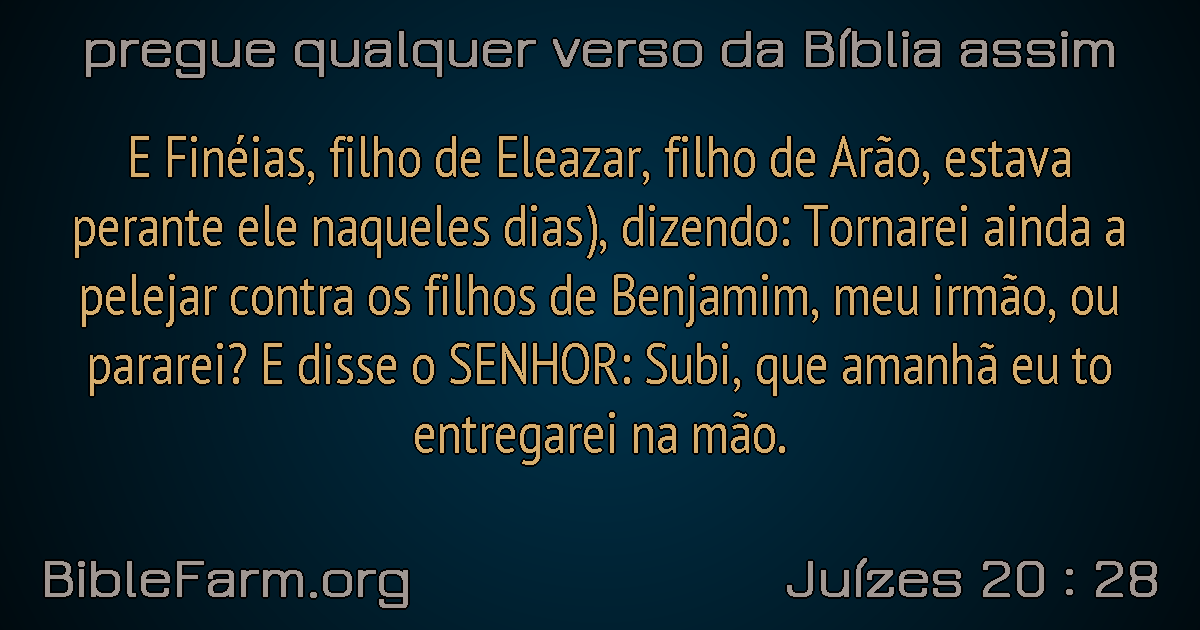 pregue qualquer verso da Bíblia assim
E Finéias, filho de Eleazar, filho de Arão, estava
perante ele naqueles dias), dizendo: Tornarei ainda a
pelejar contra os filhos de Benjamim, meu irmão, ou
pararei? E disse o SENHOR: Subi, que amanhã eu to
entregarei na mão.
BibleFarm.org
Juízes 20 : 28